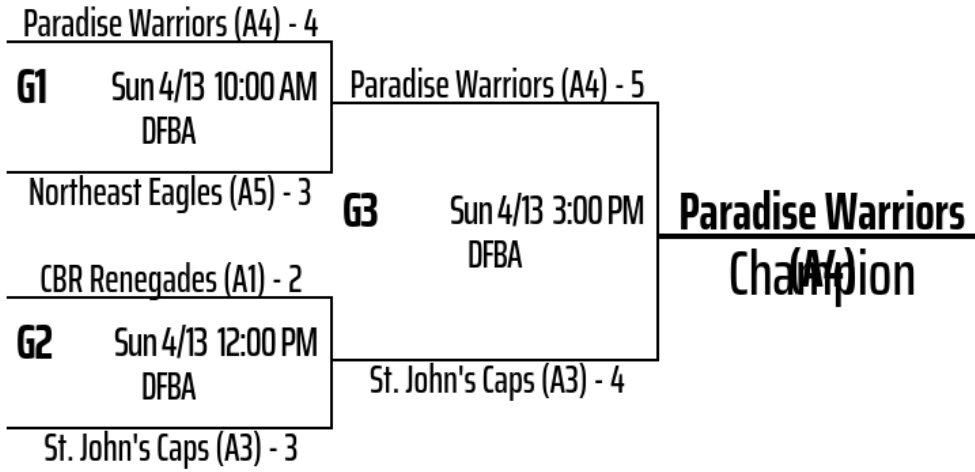 Paradise Warriors (A4) - 4
G1 Sun 4/13 10:00 AM
DFBA
Northeast Eagles (A5) - 3
CBR Renegades (A1) - 2
G2 Sun 4/13 12:00 PM
DFBA
St. John's Caps (A3) - 3
Paradise Warriors (A4) - 5
G3 Sun 4/13 3:00 PM
DFBA
St. John's Caps (A3) - 4
Paradise Warriors
(A4)
Champion